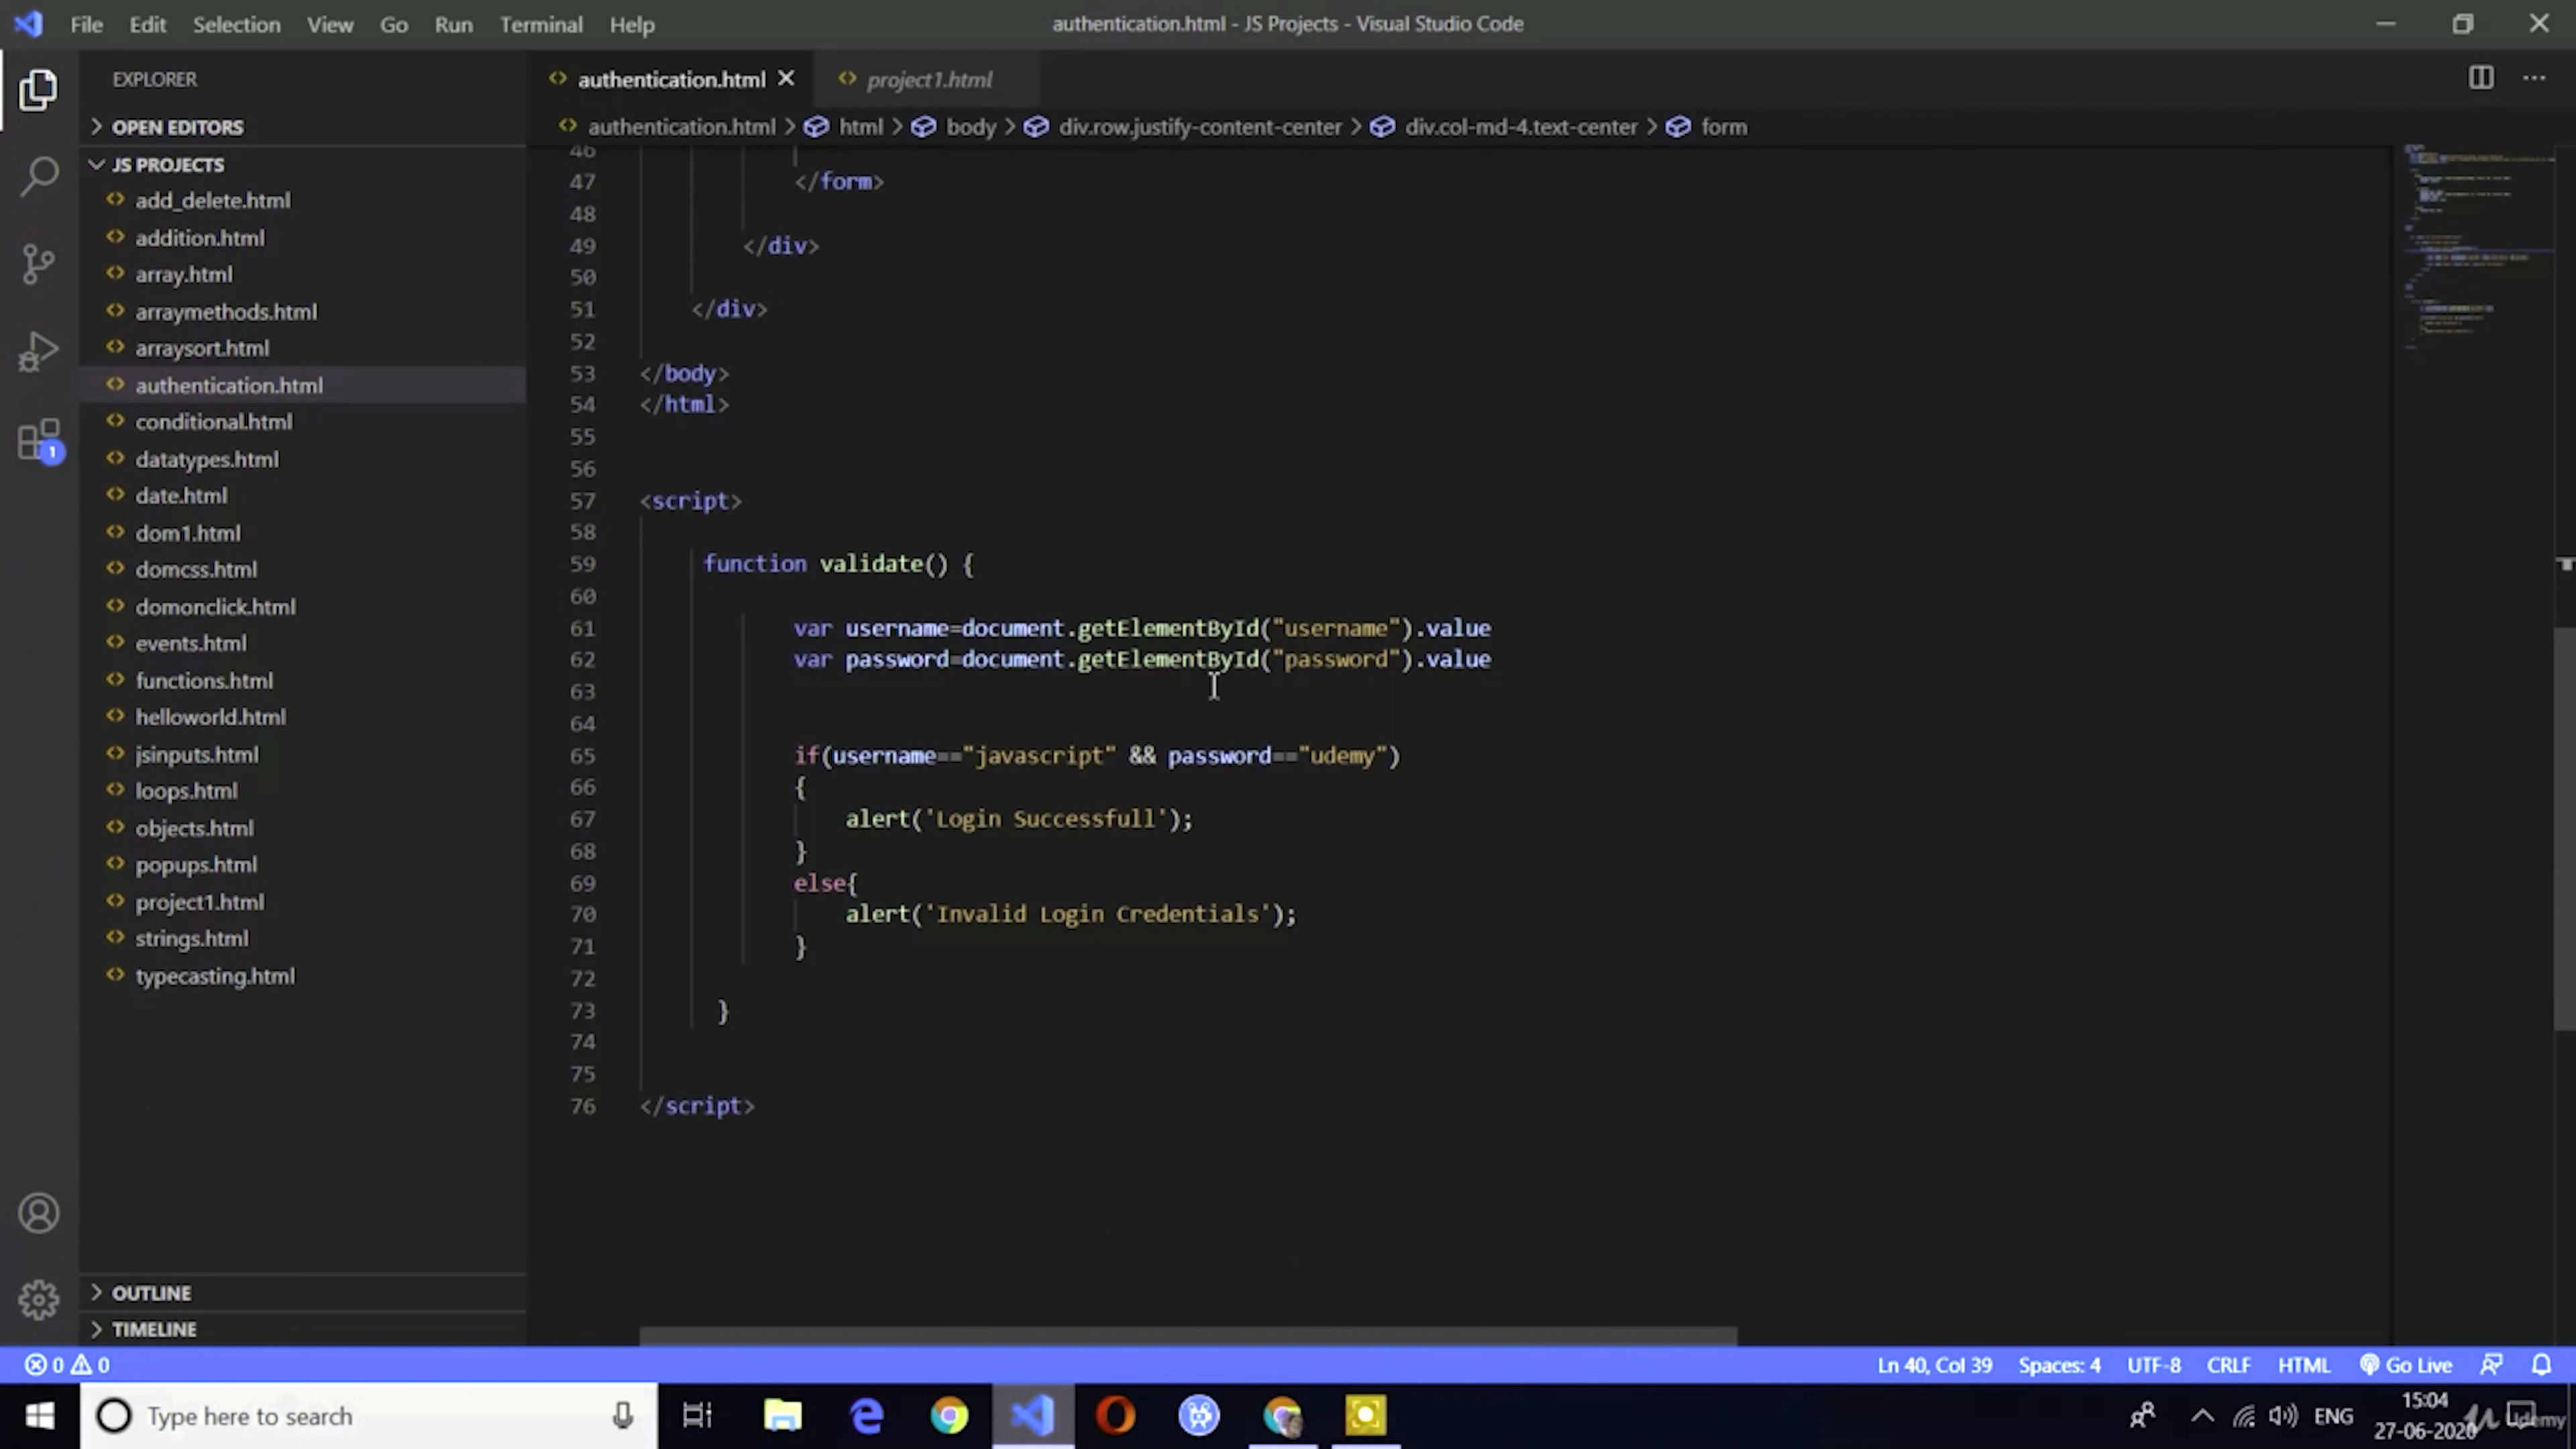 File Edit Selection View Go Run Terminal Help
authentication.html - JS Projects - Visual Studio Code
EXPLORER
OPEN EDITORS
JS PROJECTS
add_delete.html
addition.html
array.html
arraymethods.html
arraysort.html
authentication.html
conditional.html
datatypes.html
date.html
dom1.html
domcss.html
domonclick.html
events.html
functions.html
helloworld.html
jsinputs.html
loops.html
objects.html
popups.html
project1.html
strings.html
typecasting.html
OUTLINE
TIMELINE
1
authentication.html project1.html
authentication.html > html > body > div.row.justify-content-center > div.col-md-4.text-center > form
46
47 </form>
48
49 </div>
50
51 </div>
52
53 </body>
54 </html>
55
56
57 <script>
58
59 function validate() {
60
61 var username=document.getElementById("username").value
62 var password=document.getElementById("password").value
63
64
65 if(username=="javascript" && password=="udemy")
66 {
67 alert('Login Successfull');
68 }
69 else{
70 alert('Invalid Login Credentials');
71 }
72
73 }
74
75
76 </script>
0 0
Ln 40, Col 39 Spaces: 4 UTF-8 CRLF HTML Go Live
Type here to search
ENG
15:04
27-06-2020
Udemy